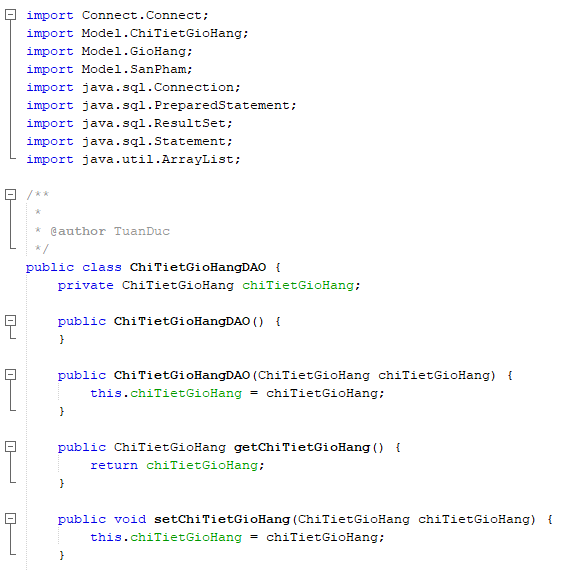 import Connect.Connect;
import Model.ChiTietGioHang;
import Model.GioHang;
import Model.SanPham;
import java.sql.Connection;
import java.sql.PreparedStatement;
import java.sql.ResultSet;
import java.sql.Statement;
import java.util.ArrayList;

/**
 *
 * @author TuanDuc
 */
public class ChiTietGioHangDAO {
    private ChiTietGioHang chiTietGioHang;

    public ChiTietGioHangDAO() {
    }

    public ChiTietGioHangDAO(ChiTietGioHang chiTietGioHang) {
        this.chiTietGioHang = chiTietGioHang;
    }

    public ChiTietGioHang getChiTietGioHang() {
        return chiTietGioHang;
    }

    public void setChiTietGioHang(ChiTietGioHang chiTietGioHang) {
        this.chiTietGioHang = chiTietGioHang;
    }